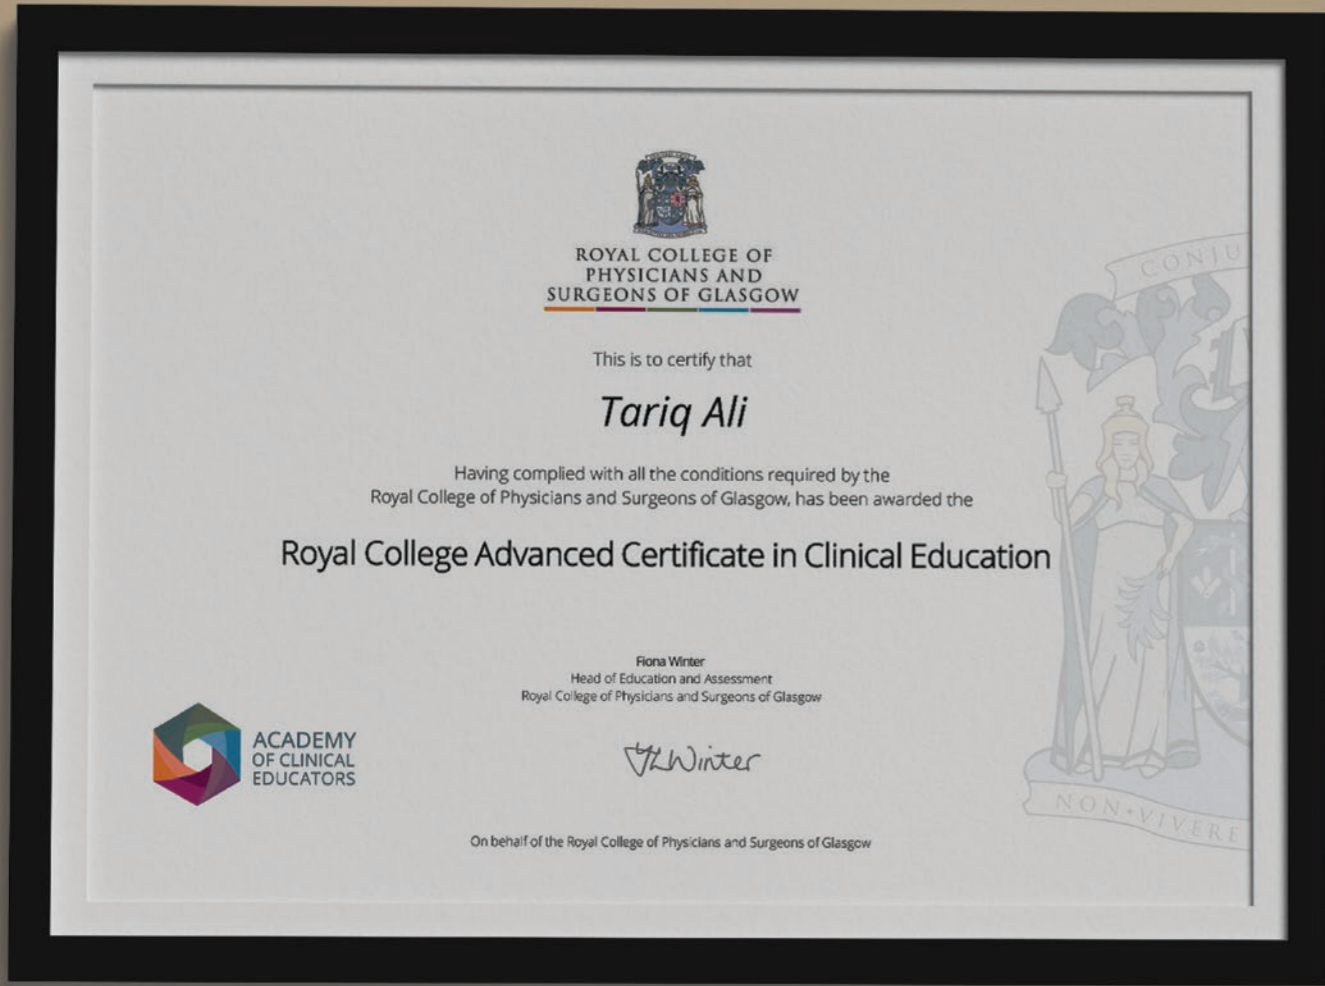 ROYAL COLLEGE OF
PHYSICIANS AND
SURGEONS OF GLASGOW
This is to certify that
Tariq Ali
Having complied with all the conditions required by the
Royal College of Physicians and Surgeons of Glasgow, has been awarded the
Royal College Advanced Certificate in Clinical Education
Fiona Winter
Head of Education and Assessment
Royal College of Physicians and Surgeons of Glasgow
ACADEMY
OF CLINICAL
EDUCATORS
FLWinter
On behalf of the Royal College of Physicians and Surgeons of Glasgow
CONJU
NON•VIVERE